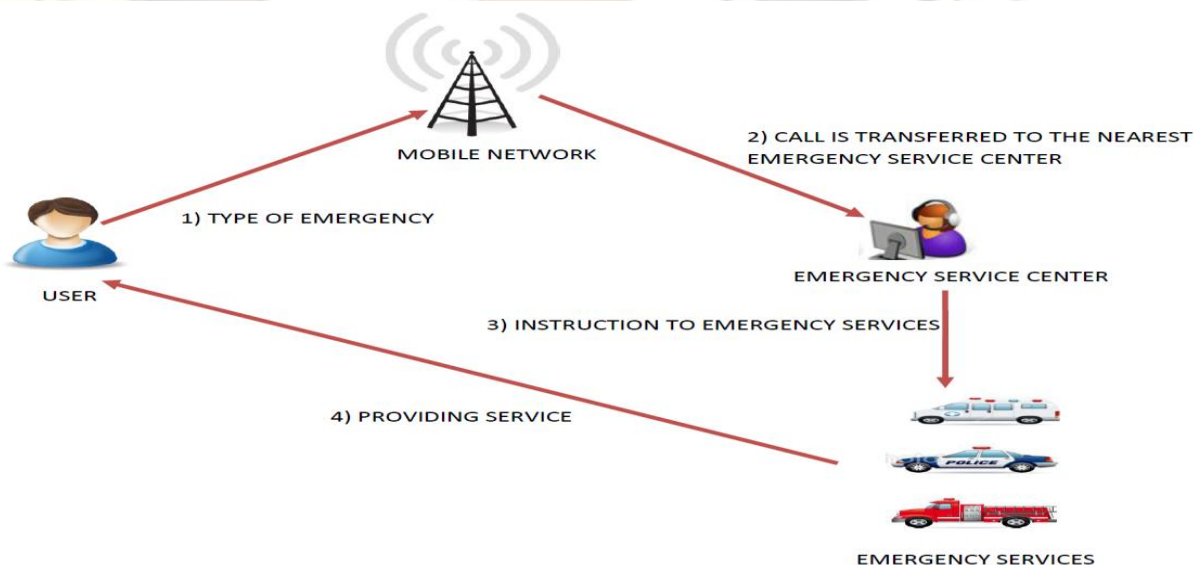 MOBILE NETWORK
2) CALL IS TRANSFERRED TO THE NEAREST
EMERGENCY SERVICE CENTER
1) TYPE OF EMERGENCY
USER
EMERGENCY SERVICE CENTER
3) INSTRUCTION TO EMERGENCY SERVICES
4) PROVIDING SERVICE
POLICE
EMERGENCY SERVICES